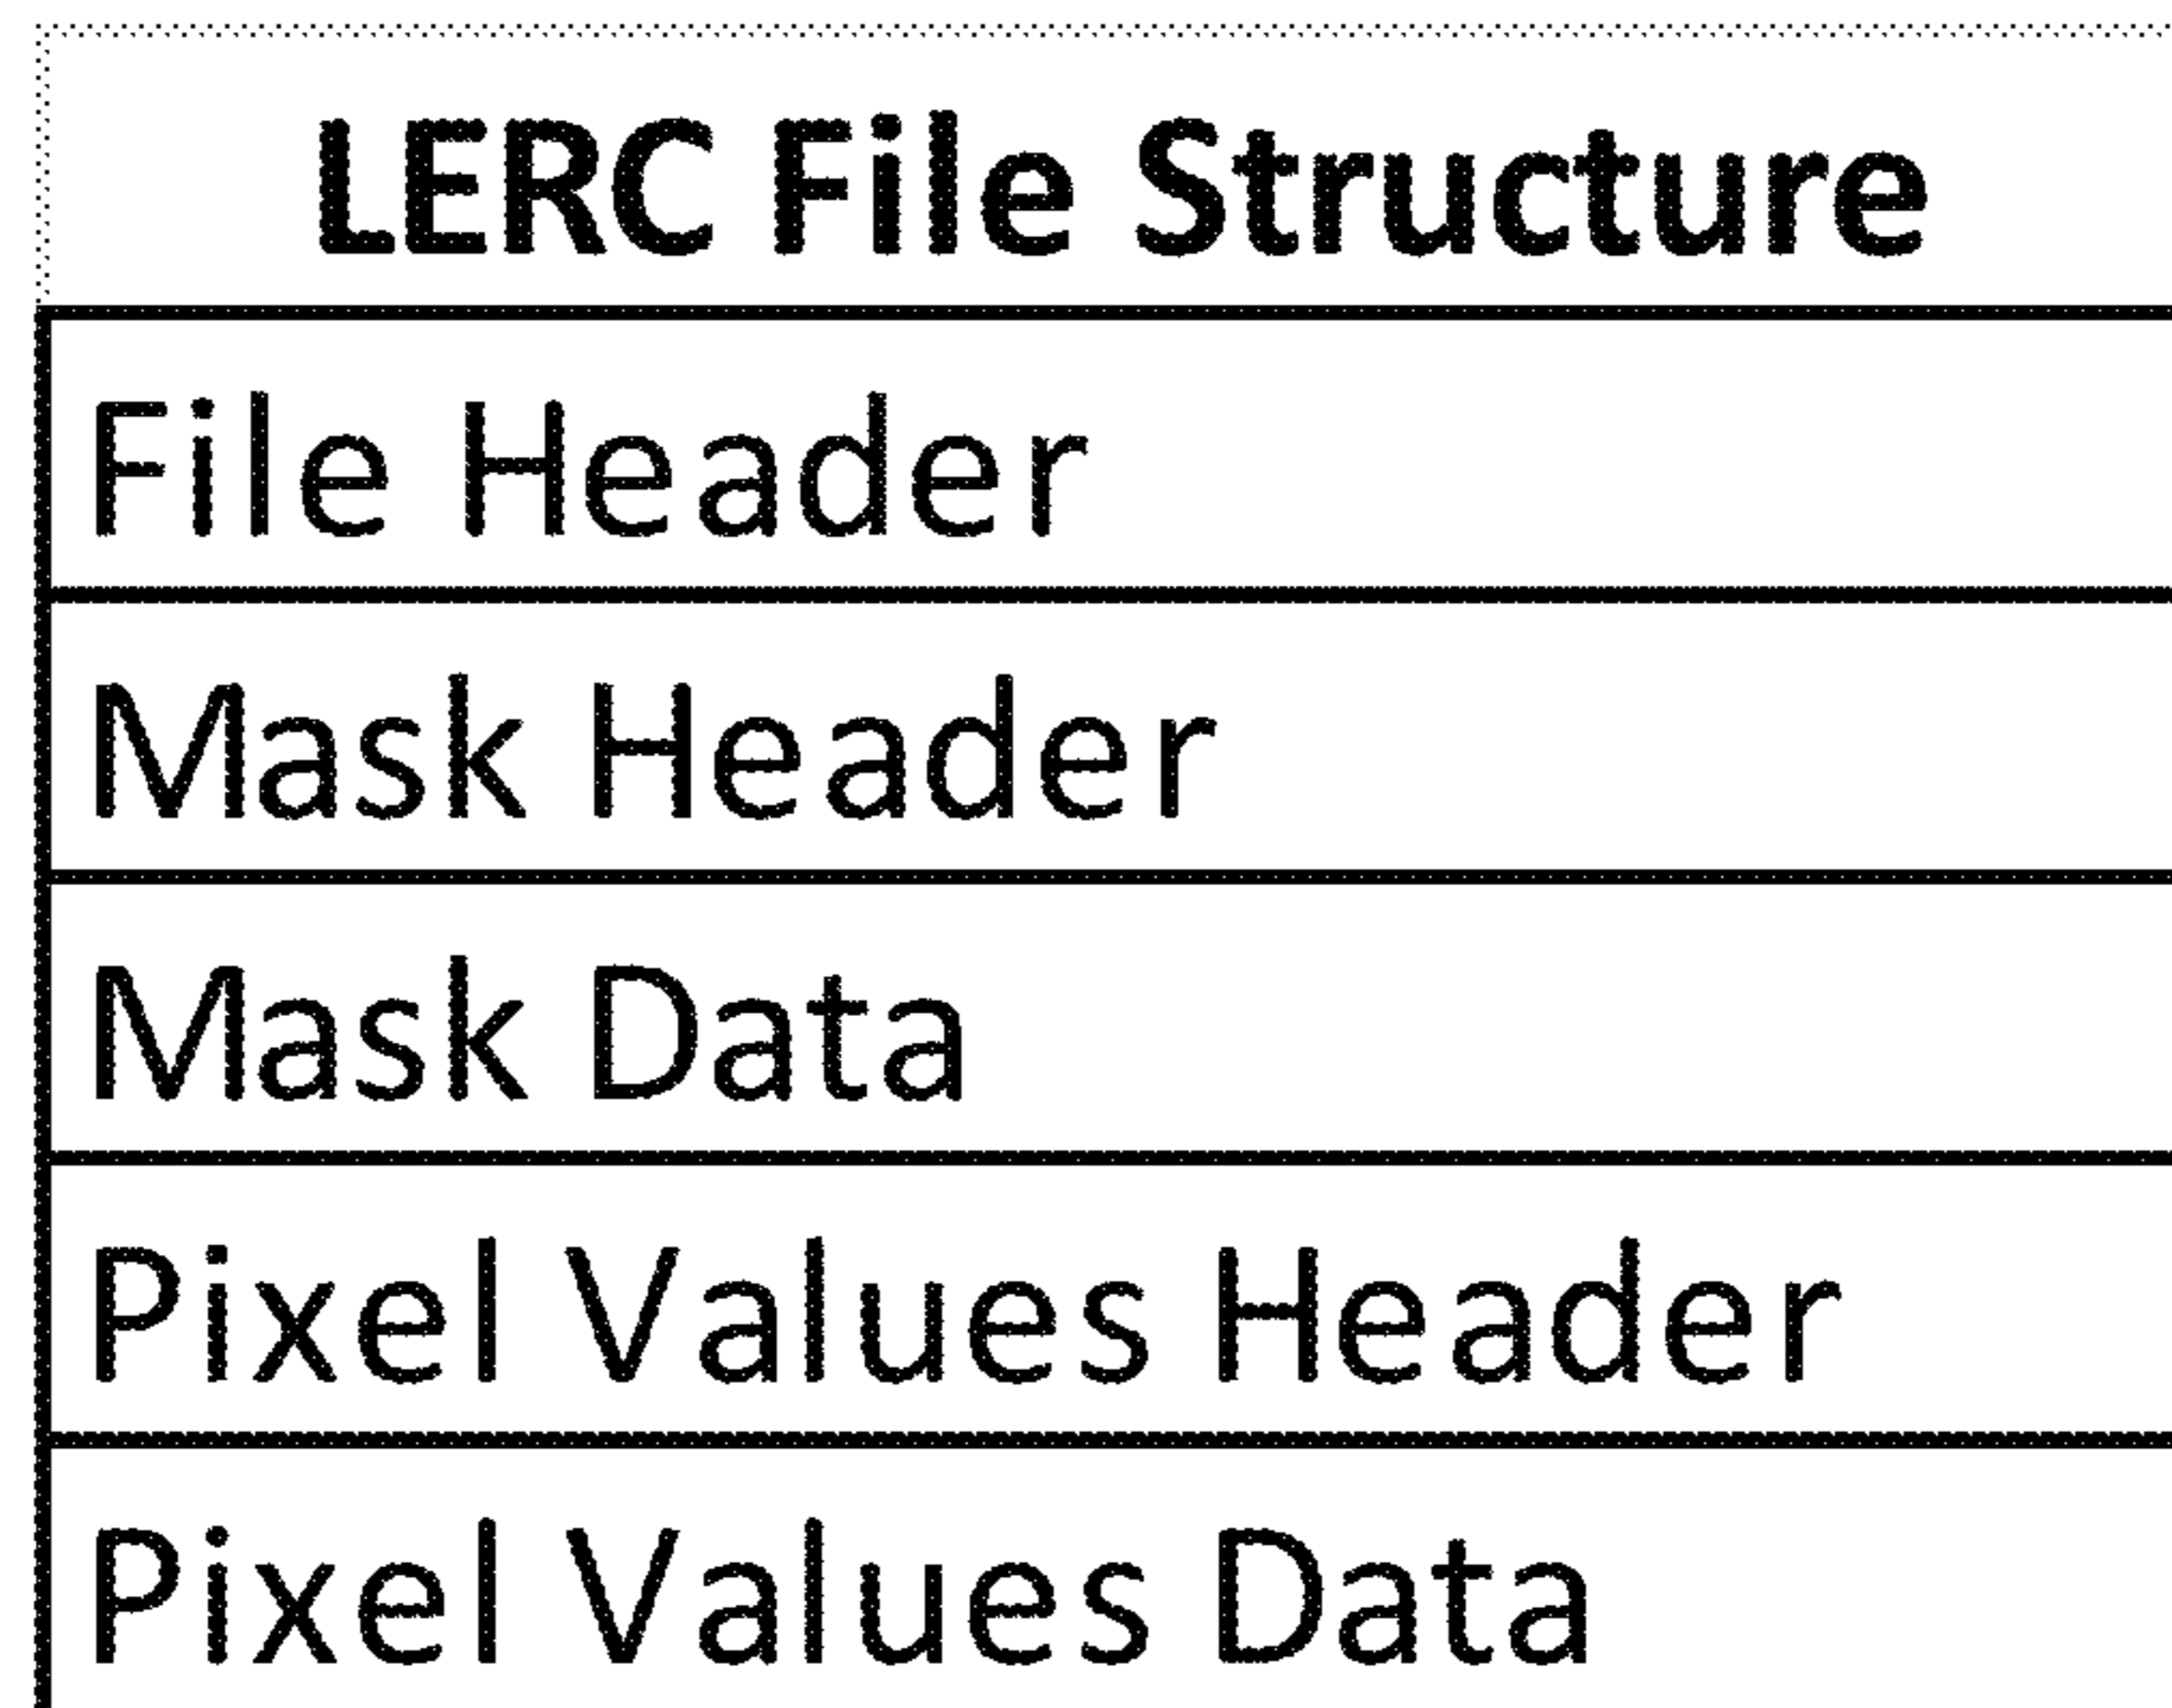 LERC File Structure
File Header
Mask Header
Mask Data
Pixel Values Header
Pixel Values Data